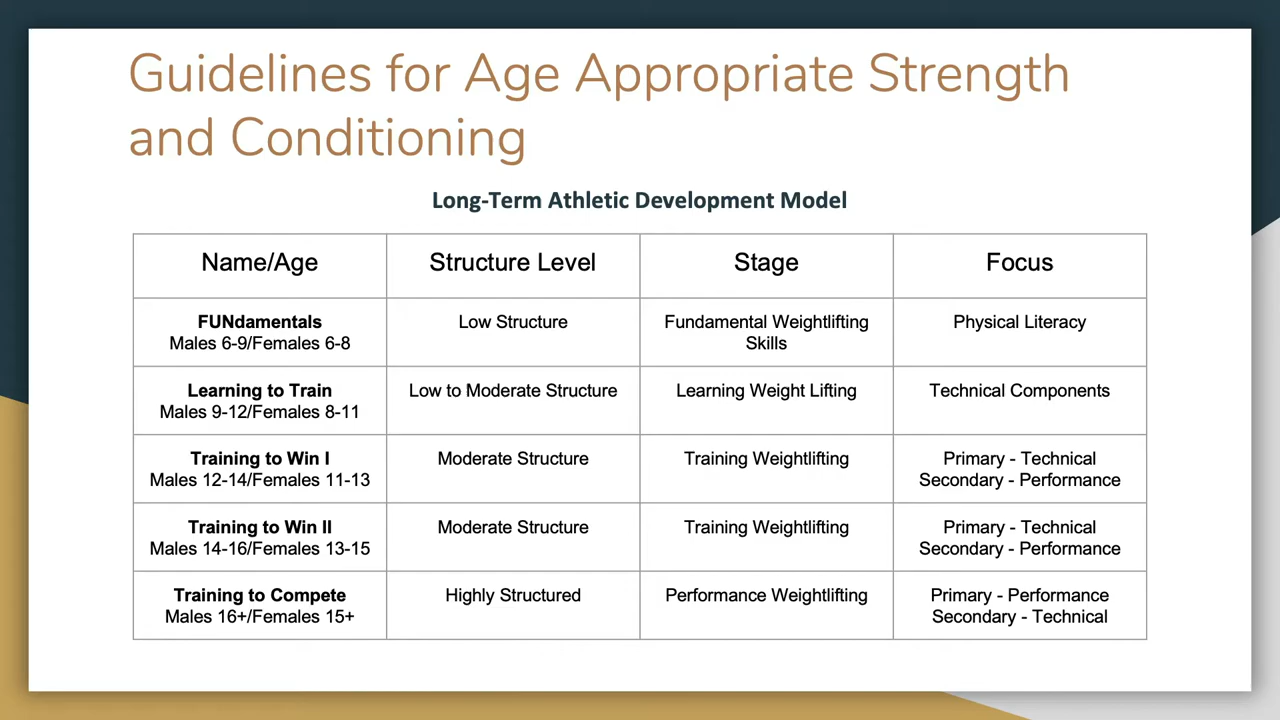 Guidelines for Age Appropriate Strength
and Conditioning
Long-Term Athletic Development Model
Name/Age Structure Level Stage Focus
FUNdamentals Low Structure Fundamental Weightlifting Physical Literacy
Males 6-9/Females 6-8 Skills
Learning to Train Low to Moderate Structure Learning Weight Lifting Technical Components
Males 9-12/Females 8-11
Training to Win I Moderate Structure Training Weightlifting Primary - Technical
Males 12-14/Females 11-13 Secondary - Performance
Training to Win II Moderate Structure Training Weightlifting Primary - Technical
Males 14-16/Females 13-15 Secondary - Performance
Training to Compete Highly Structured Performance Weightlifting Primary - Performance
Males 16+/Females 15+ Secondary - Technical